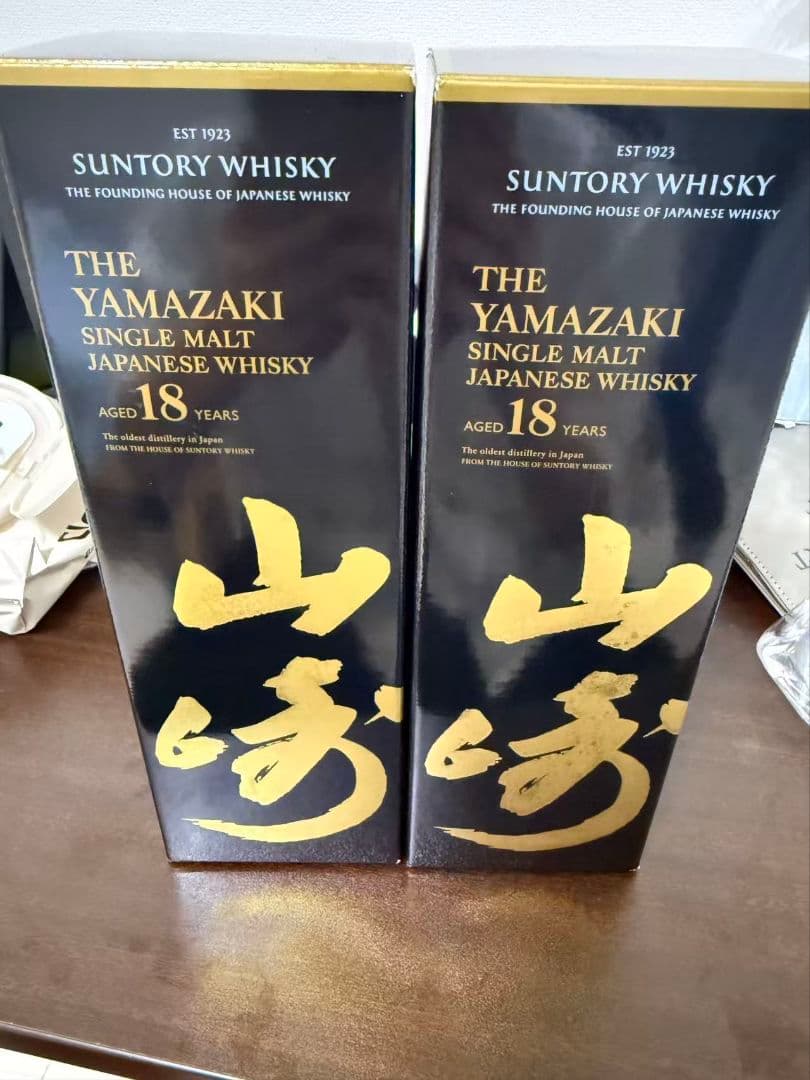 EST 1923
SUNTORY WHISKY
THE FOUNDING HOUSE OF JAPANESE WHISKY
THE
YAMAZAKI
SINGLE MALT
JAPANESE WHISKY
AGED 18 YEARS
The oldest distillery in Japan
FROM THE HOUSE OF SUNTORY WHISKY
山
崎
EST 1923
SUNTORY WHISKY
THE FOUNDING HOUSE OF JAPANESE WHISKY
THE
YAMAZAKI
SINGLE MALT
JAPANESE WHISKY
AGED 18 YEARS
The oldest distillery in Japan
FROM THE HOUSE OF SUNTORY WHISKY
山
崎